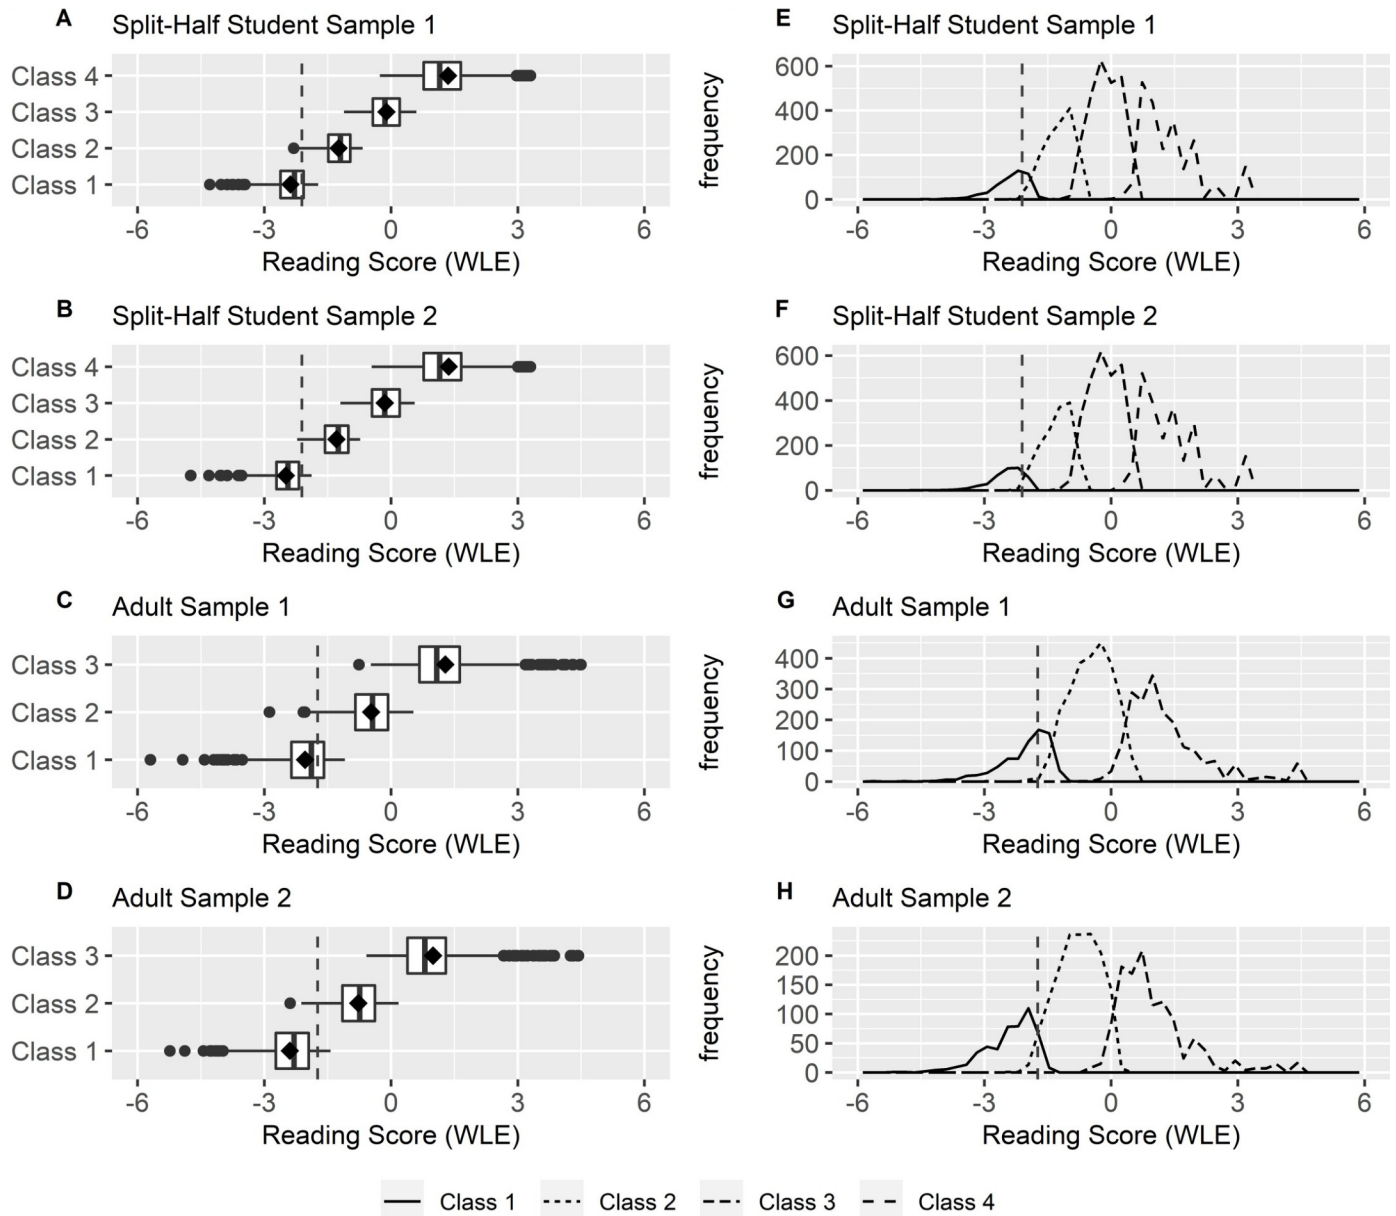 A Split-Half Student Sample 1
Class 4
Class 3
Class 2
Class 1
-6 -3 0 3 6
Reading Score (WLE)
E Split-Half Student Sample 1
frequency
600
400
200
0
-6 -3 0 3 6
Reading Score (WLE)
B Split-Half Student Sample 2
Class 4
Class 3
Class 2
Class 1
-6 -3 0 3 6
Reading Score (WLE)
F Split-Half Student Sample 2
frequency
600
400
200
0
-6 -3 0 3 6
Reading Score (WLE)
C Adult Sample 1
Class 3
Class 2
Class 1
-6 -3 0 3 6
Reading Score (WLE)
G Adult Sample 1
frequency
400
300
200
100
0
-6 -3 0 3 6
Reading Score (WLE)
D Adult Sample 2
Class 3
Class 2
Class 1
-6 -3 0 3 6
Reading Score (WLE)
H Adult Sample 2
frequency
200
150
100
50
0
-6 -3 0 3 6
Reading Score (WLE)
Class 1 Class 2 Class 3 Class 4